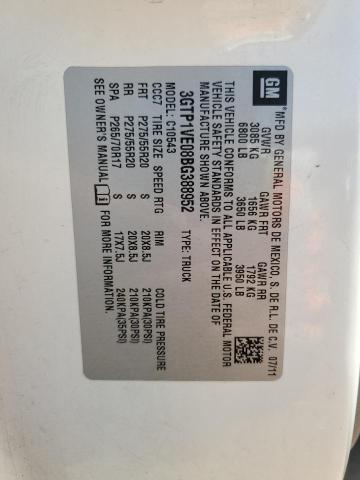 GM
MFD BY GENERAL MOTORS DE MEXICO, S. DE R.L. DE C.V. 07/11
GVWR GAWR FRT GAWR RR
3085 KG 1656 KG 1792 KG
6800 LB 3650 LB 3950 LB
THIS VEHICLE CONFORMS TO ALL APPLICABLE U.S. FEDERAL MOTOR
VEHICLE SAFETY STANDARDS IN EFFECT ON THE DATE OF
MANUFACTURE SHOWN ABOVE.
3GTP1VE03BG388952 TYPE: TRUCK
MODEL: C10543
CCC7 TIRE SIZE SPEED RTG RIM COLD TIRE PRESSURE
FRT P275/55R20 S 20X8.5J 210KPA(30PSI)
RR P275/55R20 S 20X8.5J 210KPA(30PSI)
SPA P265/70R17 S 17X7.5J 240KPA(35PSI)
SEE OWNER'S MANUAL FOR MORE INFORMATION